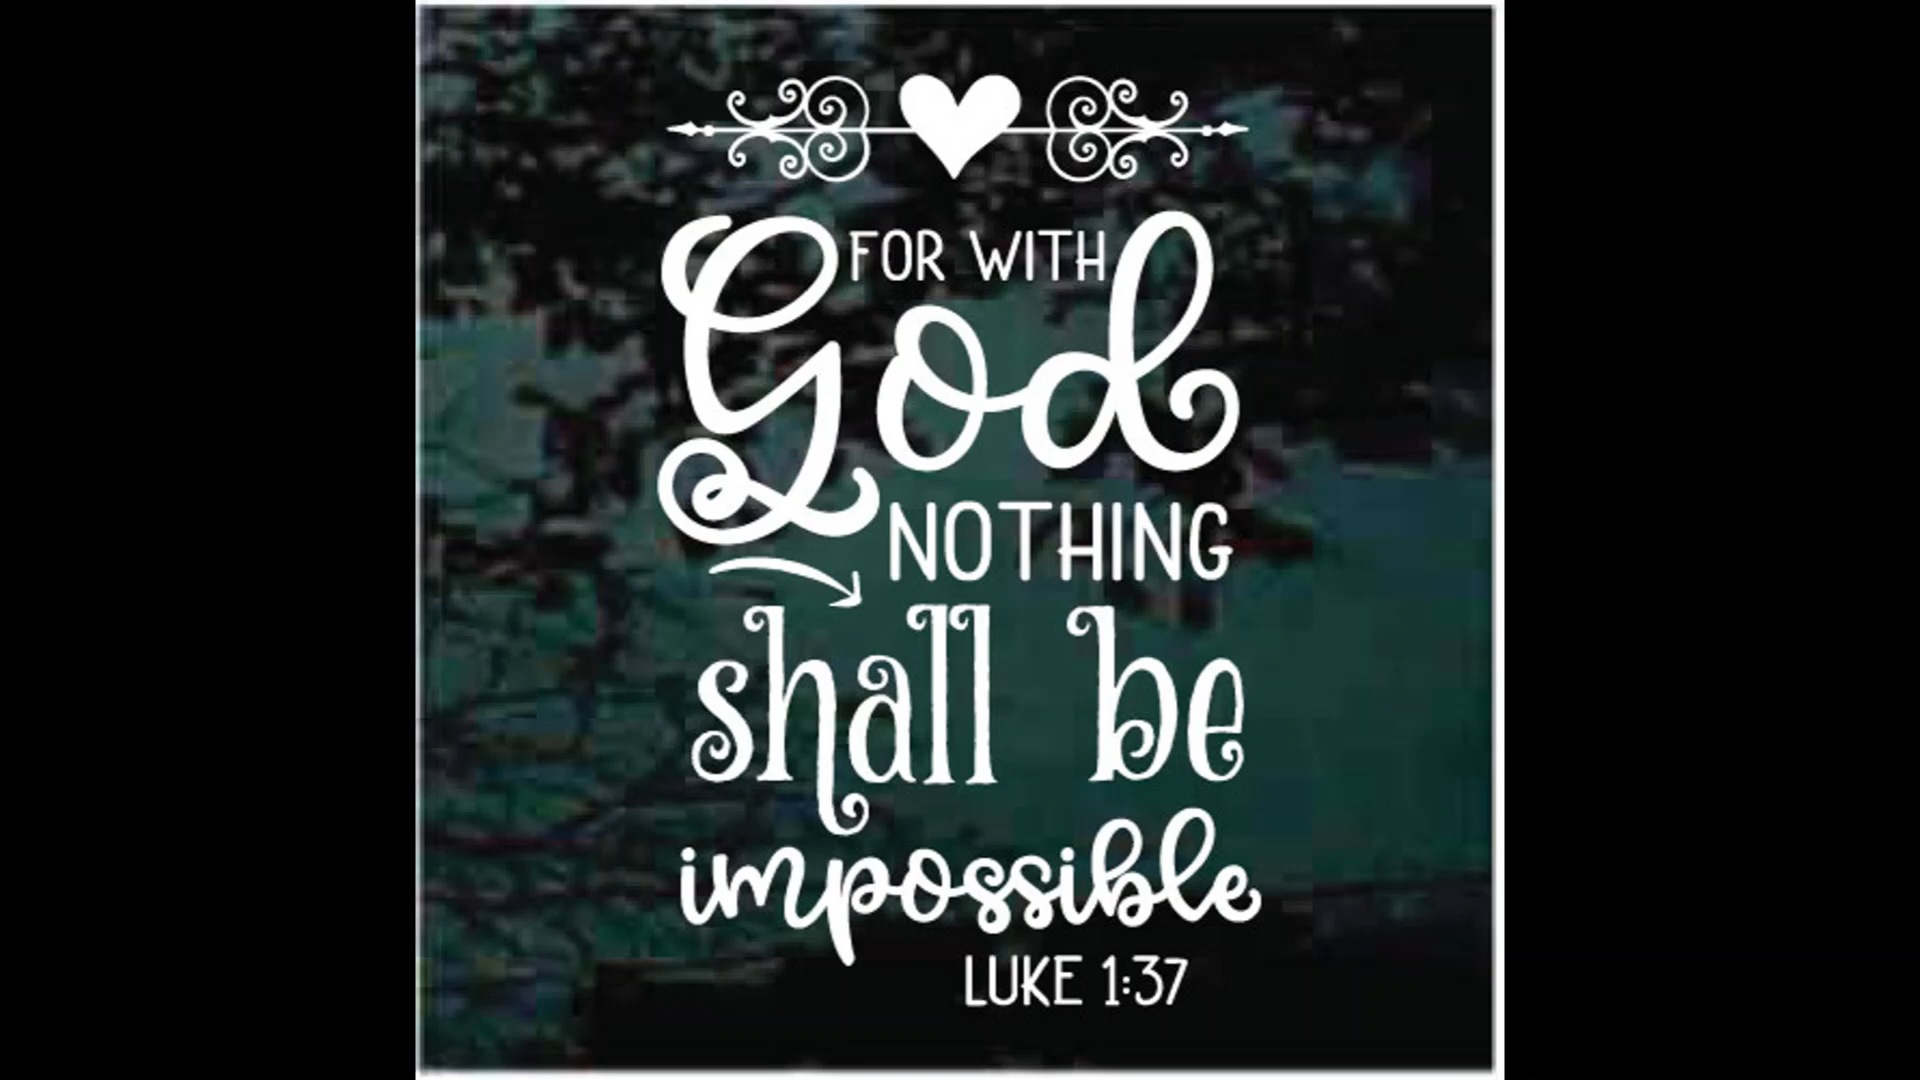 FOR WITH
God
NOTHING
shall be
impossible
LUKE 1:37